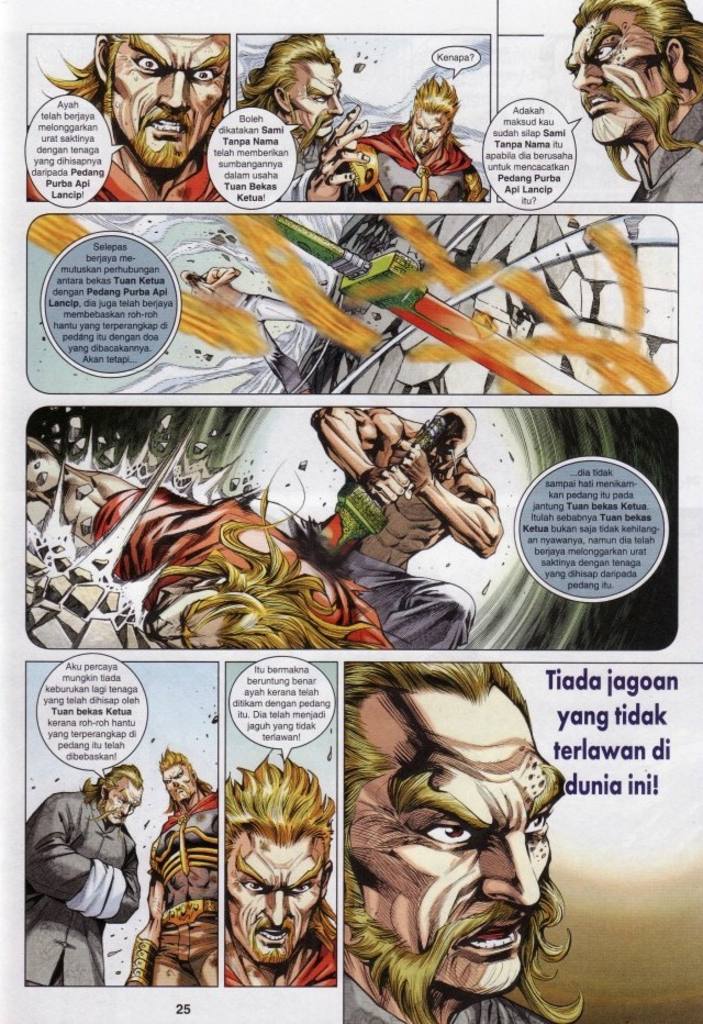 Ayah
telah berjaya
melonggarkan
urat saktinya
dengan tenaga
yang dihisapnya
daripada Pedang
Purba Api
Lancip!
Boleh
dikatakan Sami
Tanpa Nama
telah memberikan
sumbangannya
dalam usaha
Tuan Bekas
Ketua!
Kenapa?
Adakah
maksud kau
sudah silap Sami
Tanpa Nama itu
apabila dia berusaha
untuk mencacatkan
Pedang Purba
Api Lancip
itu?
Selepas
berjaya me-
mutuskan perhubungan
antara bekas Tuan Ketua
dengan Pedang Purba Api
Lancip, dia juga telah berjaya
membebaskan roh-roh
hantu yang terperangkap di
pedang itu dengan doa
yang dibacakannya.
Akan tetapi...
...dia tidak
sampai hati menikam-
kan pedang itu pada
jantung Tuan bekas Ketua.
Itulah sebabnya Tuan bekas
Ketua bukan saja tidak kehilang-
an nyawanya, namun dia telah
berjaya melonggarkan urat
saktinya dengan tenaga
yang dihisap daripada
pedang purba
itu.
Aku percaya
mungkin tiada
keburukan lagi tenaga
yang telah dihisap oleh
Tuan bekas Ketua
kerana roh-roh hantu
yang terperangkap di
pedang itu telah
dibebaskan!
Itu bermakna
beruntung benar
ayah kerana telah
ditikam dengan pedang
itu. Dia telah menjadi
jaguh yang tidak
terlawan!
Tiada jagoan
yang tidak
terlawan di
dunia ini!
25